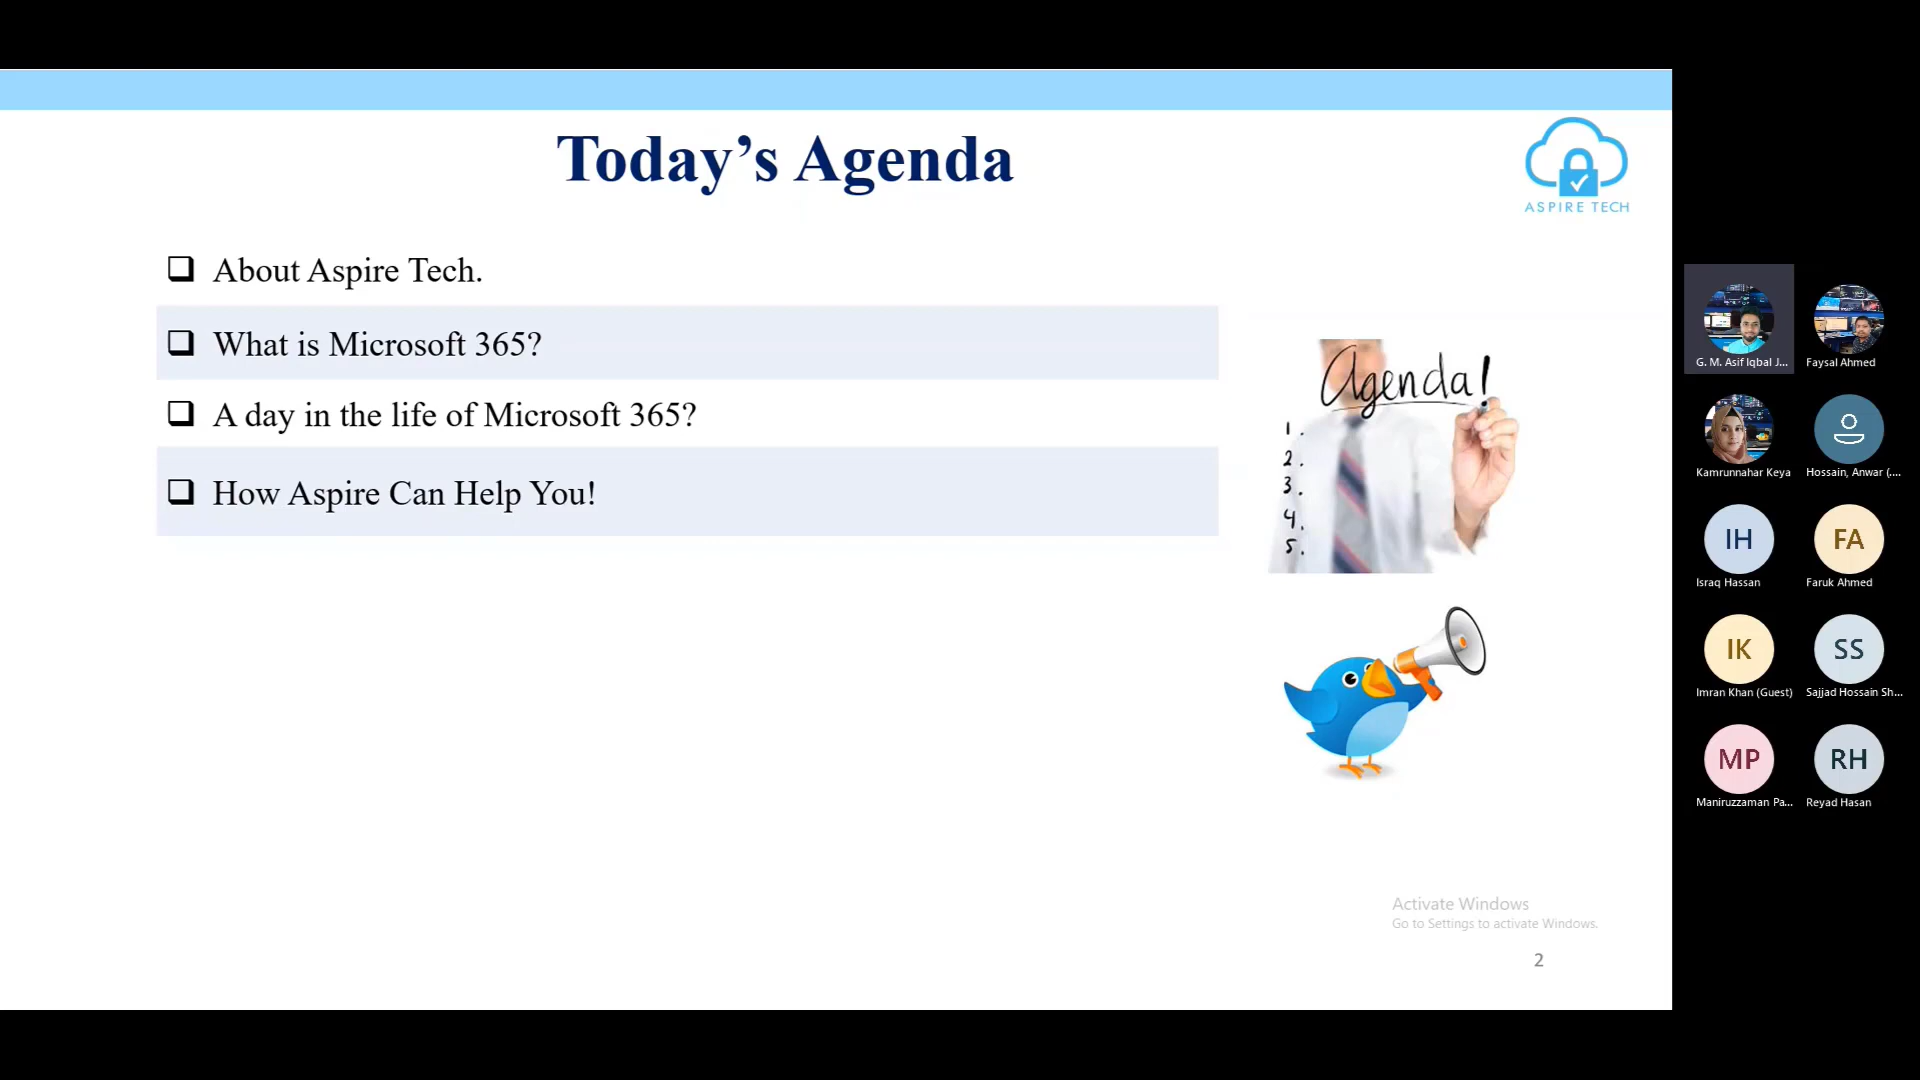 Today’s Agenda
ASPIRE TECH
❑ About Aspire Tech.
❑ What is Microsoft 365?
❑ A day in the life of Microsoft 365?
❑ How Aspire Can Help You!
Agenda!
1.
2.
3.
4.
5.
Activate Windows
Go to Settings to activate Windows.
2
G. M. Asif Iqbal J...
Faysal Ahmed
Kamrunnahar Keya
Hossain, Anwar (....
IH
Israq Hassan
FA
Faruk Ahmed
IK
Imran Khan (Guest)
SS
Sajjad Hossain Sh...
MP
Maniruzzaman Pa...
RH
Reyad Hasan